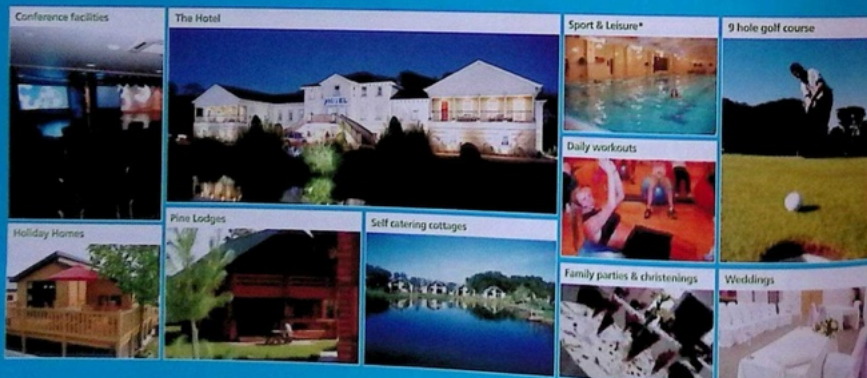 Conference facilities
The Hotel
Sport & Leisure*
9 hole golf course
HOTEL
Daily workouts
Holiday Homes
Pine Lodges
Self catering cottages
Family parties & christenings
Weddings